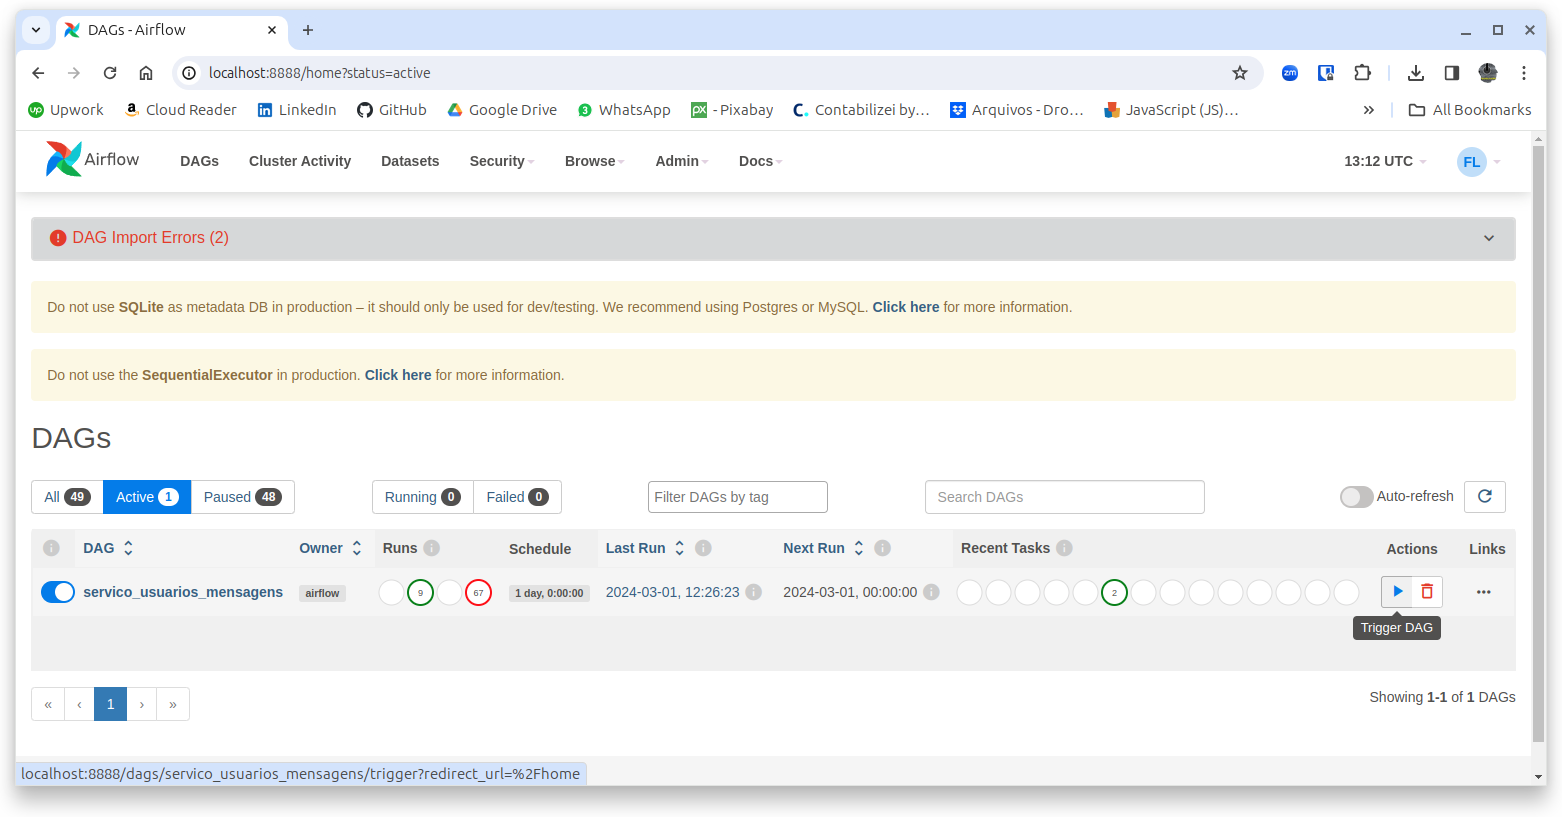 DAGs - Airflow
localhost:8888/home?status=active
Upwork Cloud Reader LinkedIn GitHub Google Drive WhatsApp - Pixabay Contabilizei by… Arquivos - Dro… JavaScript (JS)… » All Bookmarks
Airflow DAGs Cluster Activity Datasets Security Browse Admin Docs 13:12 UTC FL
DAG Import Errors (2)
Do not use SQLite as metadata DB in production – it should only be used for dev/testing. We recommend using Postgres or MySQL. Click here for more information.
Do not use the SequentialExecutor in production. Click here for more information.
DAGs
All 49 Active 1 Paused 48 Running 0 Failed 0 Filter DAGs by tag Search DAGs Auto-refresh
DAG Owner Runs Schedule Last Run Next Run Recent Tasks Actions Links
servico_usuarios_mensagens airflow 9 67 1 day, 0:00:00 2024-03-01, 12:26:23 2024-03-01, 00:00:00 2 ...
Trigger DAG
« ‹ 1 › » Showing 1-1 of 1 DAGs
localhost:8888/dags/servico_usuarios_mensagens/trigger?redirect_url=%2Fhome